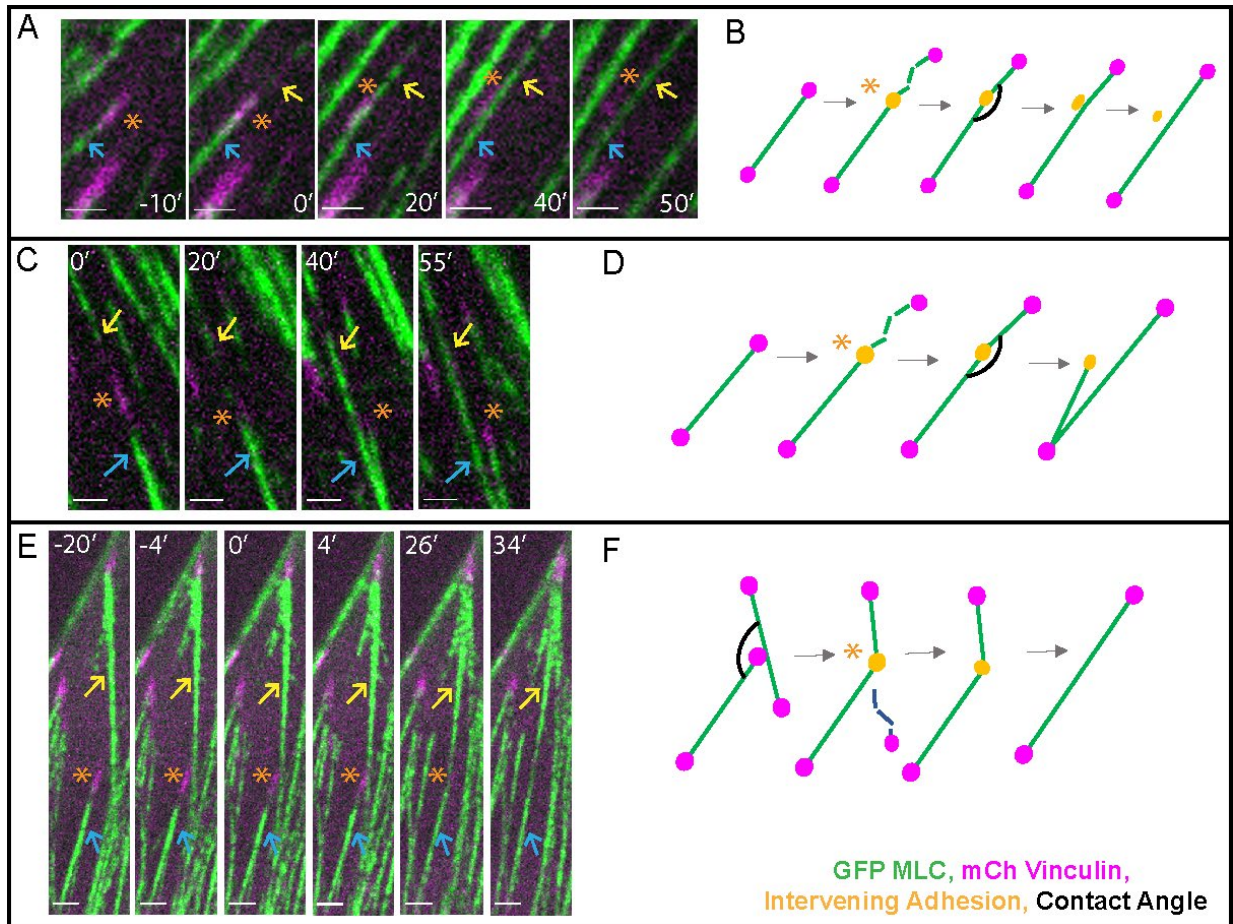 A
-10′ 0′ 20′ 40′ 50′
* * * * *
B
*
C
0′ 20′ 40′ 55′
* * * *
D
*
E
-20′ -4′ 0′ 4′ 26′ 34′
* * * * *
F
*
GFP MLC, mCh Vinculin,
Intervening Adhesion, Contact Angle